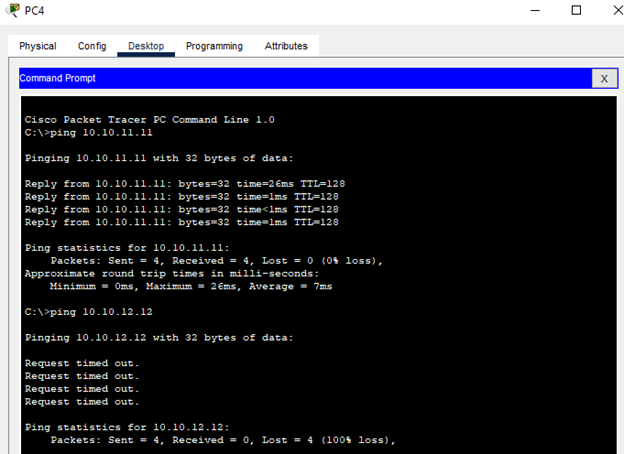 PC4
Physical Config Desktop Programming Attributes
Command Prompt
X
Cisco Packet Tracer PC Command Line 1.0
C:\>ping 10.10.11.11
Pinging 10.10.11.11 with 32 bytes of data:
Reply from 10.10.11.11: bytes=32 time=26ms TTL=128
Reply from 10.10.11.11: bytes=32 time=1ms TTL=128
Reply from 10.10.11.11: bytes=32 time<1ms TTL=128
Reply from 10.10.11.11: bytes=32 time=1ms TTL=128
Ping statistics for 10.10.11.11:
Packets: Sent = 4, Received = 4, Lost = 0 (0% loss),
Approximate round trip times in milli-seconds:
Minimum = 0ms, Maximum = 26ms, Average = 7ms
C:\>ping 10.10.12.12
Pinging 10.10.12.12 with 32 bytes of data:
Request timed out.
Request timed out.
Request timed out.
Request timed out.
Ping statistics for 10.10.12.12:
Packets: Sent = 4, Received = 0, Lost = 4 (100% loss),